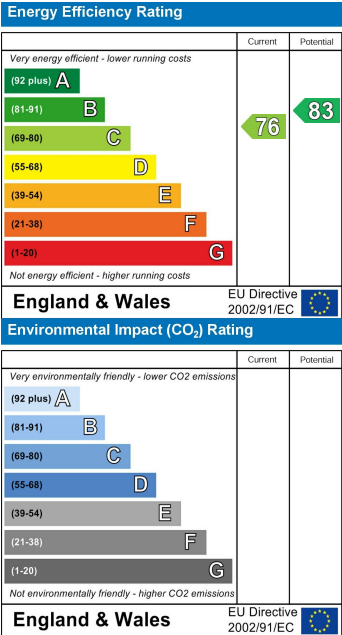 Energy Efficiency Rating
Current Potential
Very energy efficient - lower running costs
(92 plus) A
(81-91) B
(69-80) C
(55-68) D
(39-54) E
(21-38) F
(1-20) G
76
83
Not energy efficient - higher running costs
England & Wales
EU Directive
2002/91/EC
Environmental Impact (CO₂) Rating
Current Potential
Very environmentally friendly - lower CO2 emissions
(92 plus) A
(81-91) B
(69-80) C
(55-68) D
(39-54) E
(21-38) F
(1-20) G
Not environmentally friendly - higher CO2 emissions
England & Wales
EU Directive
2002/91/EC